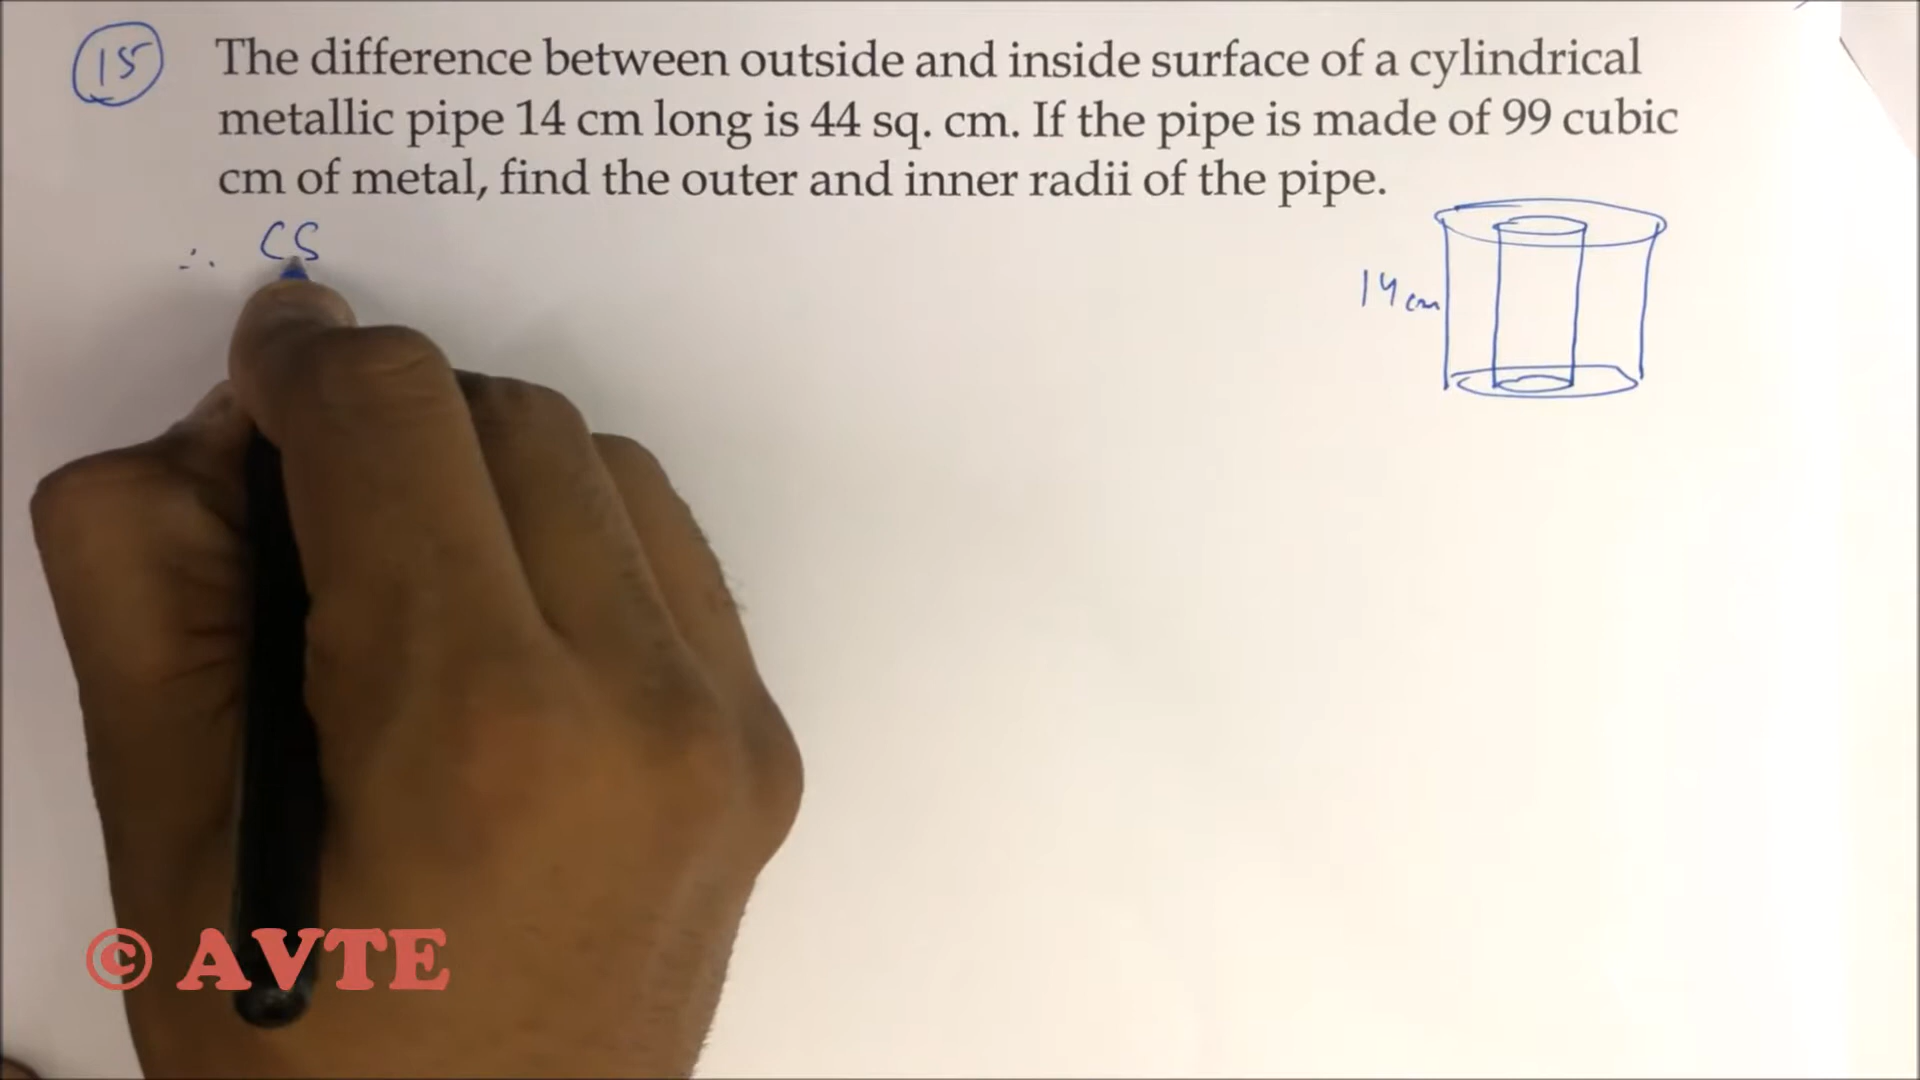 15 The difference between outside and inside surface of a cylindrical
metallic pipe 14 cm long is 44 sq. cm. If the pipe is made of 99 cubic
cm of metal, find the outer and inner radii of the pipe.
∴ CS
14 cm
© AVTE